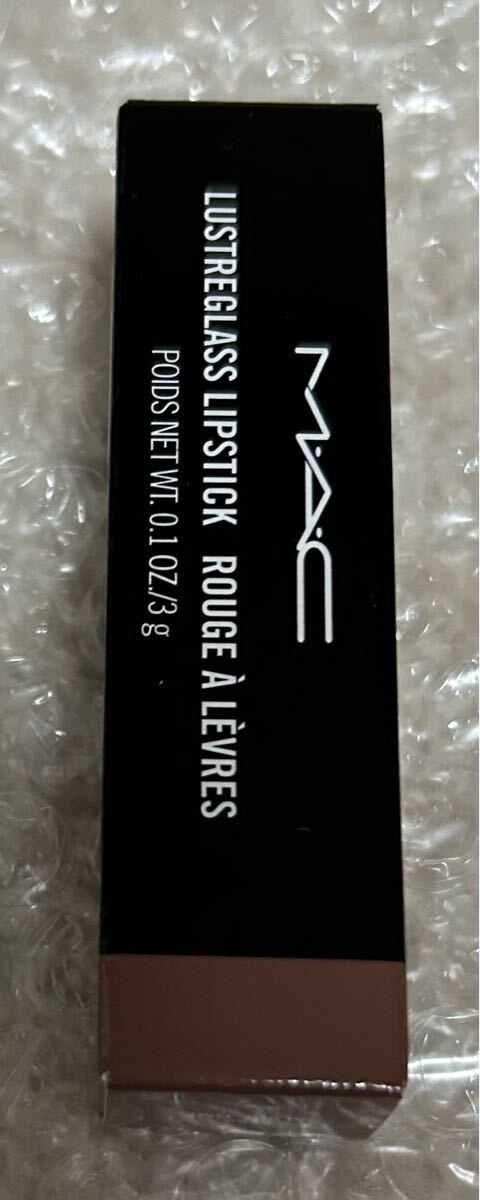 M·A·C
LUSTREGLASS LIPSTICK ROUGE À LÈVRES
POIDS NET WT. 0.1 OZ./3 g